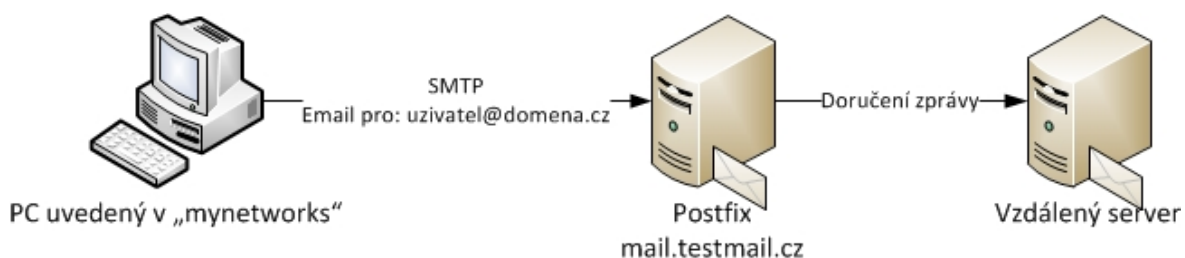 SMTP
Email pro: uzivatel@domena.cz
Doručení zprávy
PC uvedený v „mynetworks“
Postfix
mail.testmail.cz
Vzdálený server